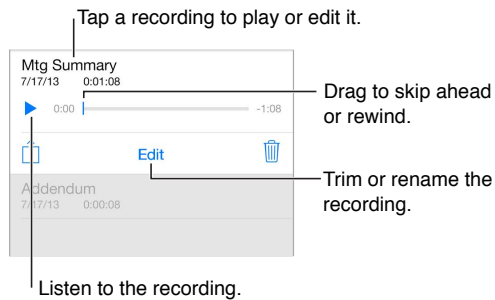 Tap a recording to play or edit it.
Mtg Summary
7/17/13 0:01:08
0:00 -1:08
Drag to skip ahead
or rewind.
Edit
Trim or rename the
recording.
Addendum
7/17/13 0:00:08
Listen to the recording.